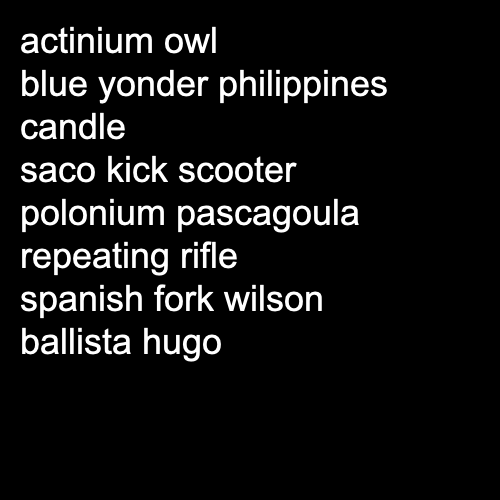 actinium owl
blue yonder philippines
candle
saco kick scooter
polonium pascagoula
repeating rifle
spanish fork wilson
ballista hugo